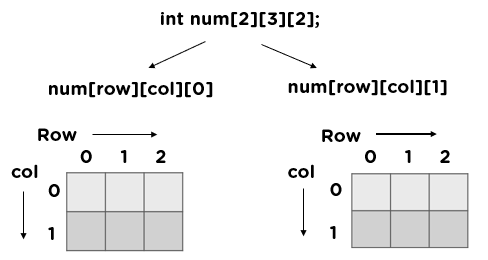 int num[2][3][2];
num[row][col][0]
num[row][col][1]
Row
0 1 2
col
0
1
Row
0 1 2
col
0
1